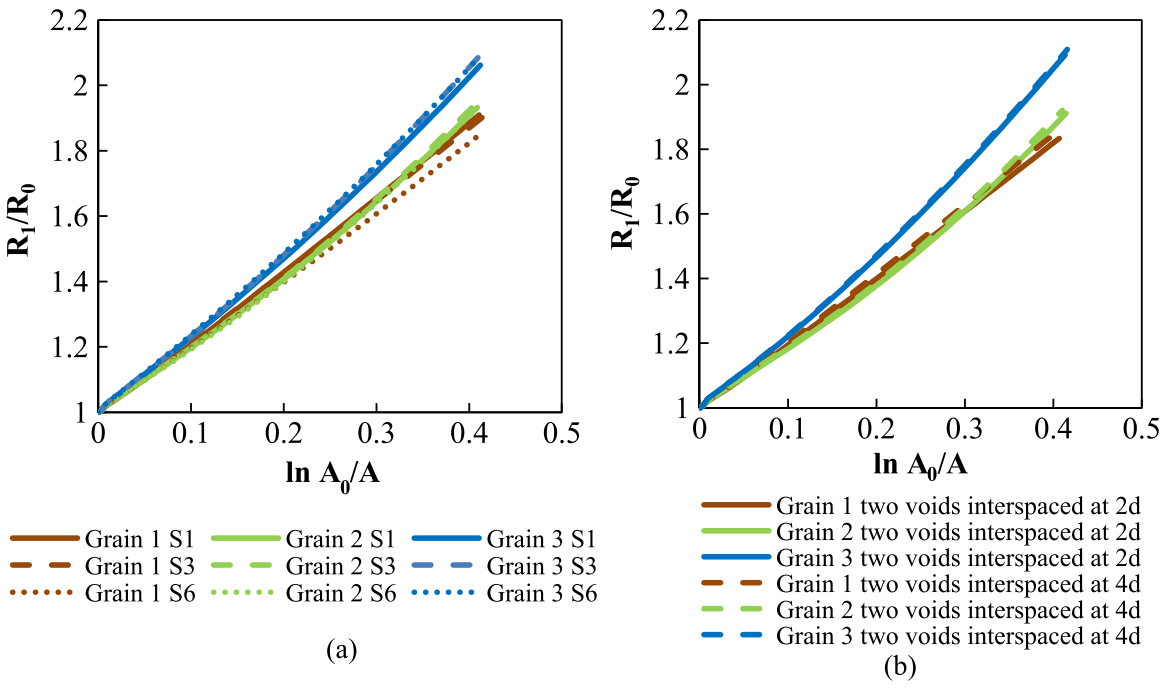 2.2
2
1.8
1.6
1.4
1.2
1
0 0.1 0.2 0.3 0.4 0.5
R1/R0
ln A0/A
Grain 1 S1 Grain 2 S1 Grain 3 S1
Grain 1 S3 Grain 2 S3 Grain 3 S3
Grain 1 S6 Grain 2 S6 Grain 3 S6
(a)
2.2
2
1.8
1.6
1.4
1.2
1
0 0.1 0.2 0.3 0.4 0.5
R1/R0
ln A0/A
Grain 1 two voids interspaced at 2d
Grain 2 two voids interspaced at 2d
Grain 3 two voids interspaced at 2d
Grain 1 two voids interspaced at 4d
Grain 2 two voids interspaced at 4d
Grain 3 two voids interspaced at 4d
(b)